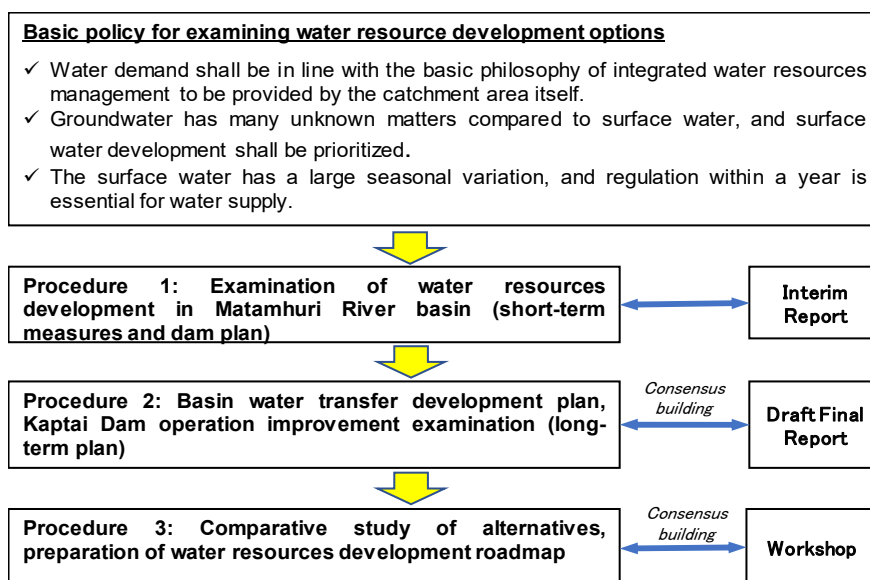 Basic policy for examining water resource development options
✓ Water demand shall be in line with the basic philosophy of integrated water resources
management to be provided by the catchment area itself.
✓ Groundwater has many unknown matters compared to surface water, and surface
water development shall be prioritized.
✓ The surface water has a large seasonal variation, and regulation within a year is
essential for water supply.
Procedure 1: Examination of water resources
development in Matamhuri River basin (short-term
measures and dam plan)
Interim
Report
Procedure 2: Basin water transfer development plan,
Kaptai Dam operation improvement examination (long-
term plan)
Consensus
building
Draft Final
Report
Procedure 3: Comparative study of alternatives,
preparation of water resources development roadmap
Consensus
building
Workshop